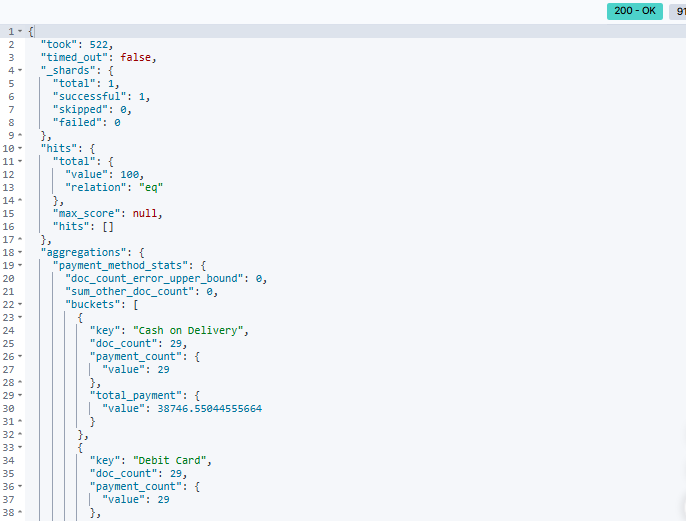 200 - OK 91
1 {
2 "took": 522,
3 "timed_out": false,
4 "_shards": {
5 "total": 1,
6 "successful": 1,
7 "skipped": 0,
8 "failed": 0
9 },
10 "hits": {
11 "total": {
12 "value": 100,
13 "relation": "eq"
14 },
15 "max_score": null,
16 "hits": []
17 },
18 "aggregations": {
19 "payment_method_stats": {
20 "doc_count_error_upper_bound": 0,
21 "sum_other_doc_count": 0,
22 "buckets": [
23 {
24 "key": "Cash on Delivery",
25 "doc_count": 29,
26 "payment_count": {
27 "value": 29
28 },
29 "total_payment": {
30 "value": 38746.55044555664
31 }
32 },
33 {
34 "key": "Debit Card",
35 "doc_count": 29,
36 "payment_count": {
37 "value": 29
38 },